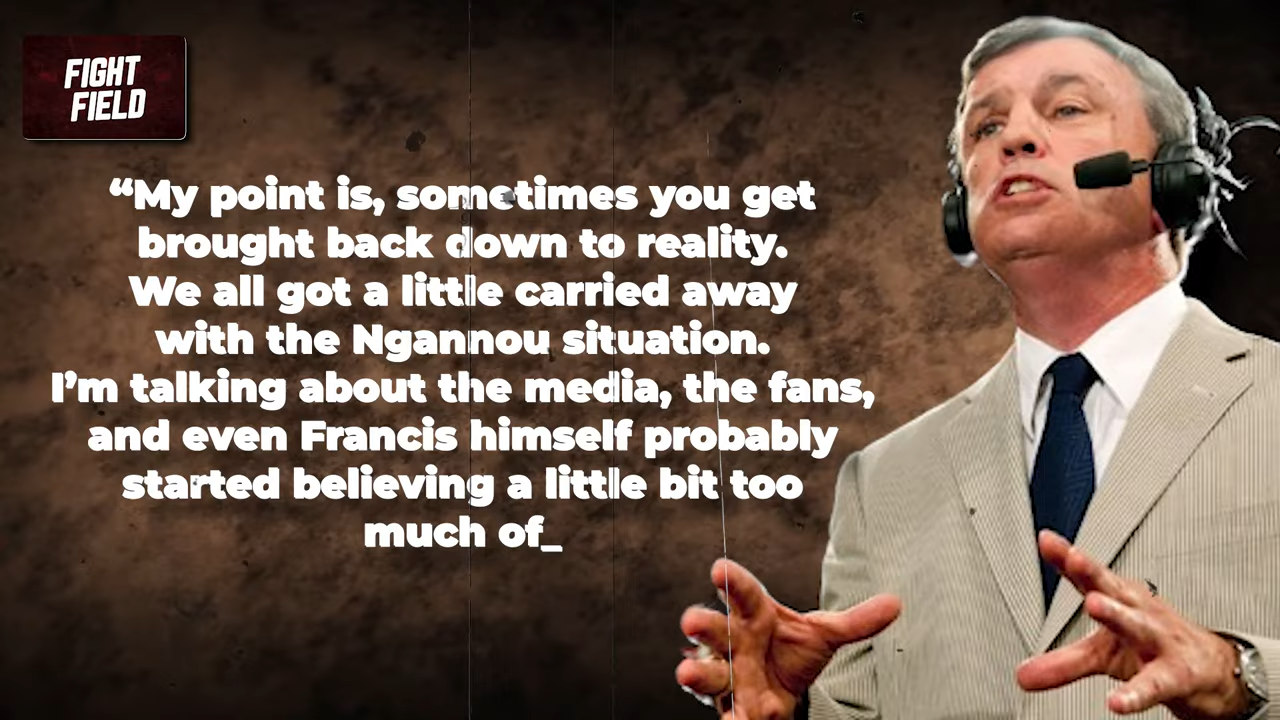 FIGHT
FIELD
“My point is, sometimes you get
brought back down to reality.
We all got a little carried away
with the Ngannou situation.
I’m talking about the media, the fans,
and even Francis himself probably
started believing a little bit too
much of_